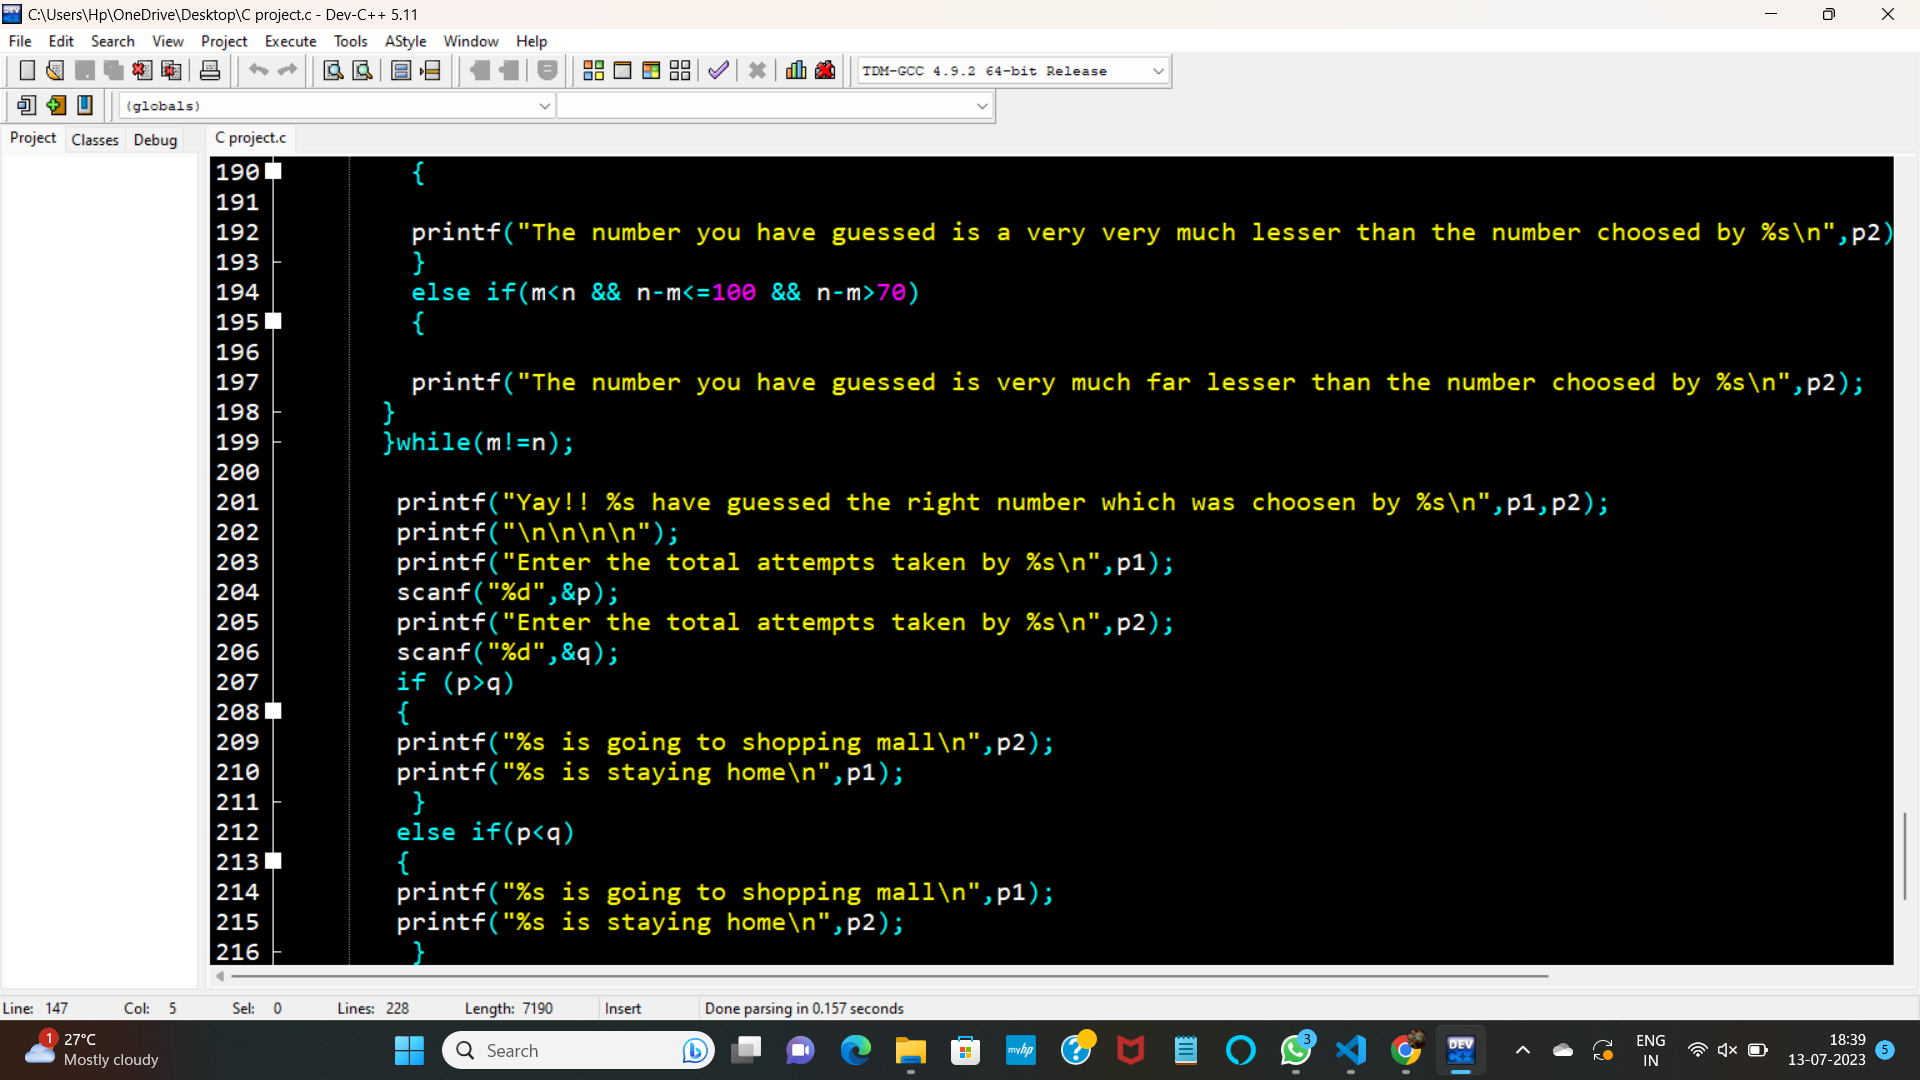 C:\Users\Hp\OneDrive\Desktop\C project.c - Dev-C++ 5.11
File Edit Search View Project Execute Tools AStyle Window Help
TDM-GCC 4.9.2 64-bit Release
(globals)
Project Classes Debug C project.c
190 {
191
192 printf("The number you have guessed is a very very much lesser than the number choosed by %s\n",p2)
193 }
194 else if(m<n && n-m<=100 && n-m>70)
195 {
196
197 printf("The number you have guessed is very much far lesser than the number choosed by %s\n",p2);
198 }
199 }while(m!=n);
200
201 printf("Yay!! %s have guessed the right number which was choosen by %s\n",p1,p2);
202 printf("\n\n\n\n");
203 printf("Enter the total attempts taken by %s\n",p1);
204 scanf("%d",&p);
205 printf("Enter the total attempts taken by %s\n",p2);
206 scanf("%d",&q);
207 if (p>q)
208 {
209 printf("%s is going to shopping mall\n",p2);
210 printf("%s is staying home\n",p1);
211 }
212 else if(p<q)
213 {
214 printf("%s is going to shopping mall\n",p1);
215 printf("%s is staying home\n",p2);
216 }
Line: 147 Col: 5 Sel: 0 Lines: 228 Length: 7190 Insert Done parsing in 0.157 seconds
1 27°C
Mostly cloudy
Search
myhp
3
DEV
C++
ENG
IN
18:39
13-07-2023
5